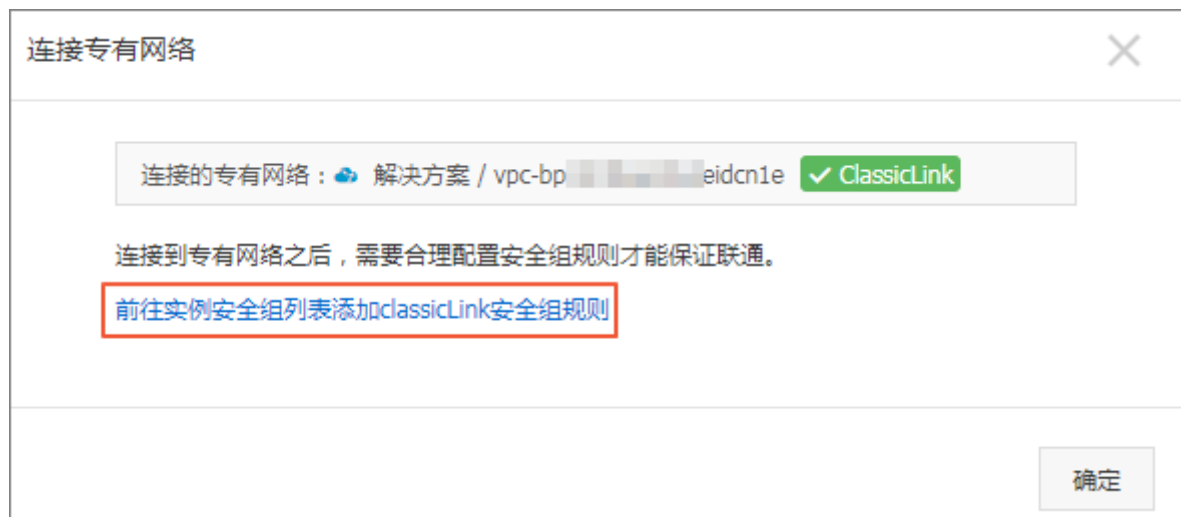 连接专有网络
连接的专有网络：解决方案 / vpc-bp eidcn1e ClassicLink
连接到专有网络之后，需要合理配置安全组规则才能保证联通。
前往实例安全组列表添加classicLink安全组规则
确定